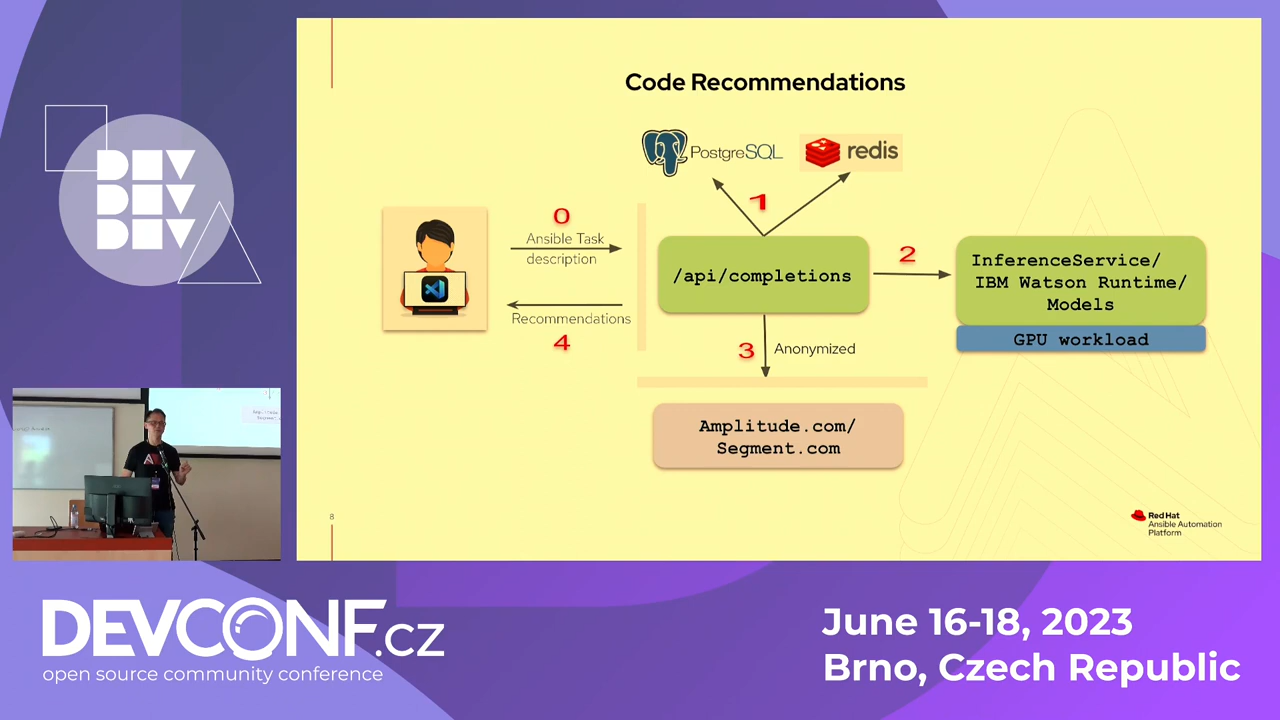 Code Recommendations
PostgreSQL
redis
1
0
Ansible Task
description
/api/completions
2
InferenceService/
IBM Watson Runtime/
Models
GPU workload
Recommendations
4
3
Anonymized
Amplitude.com/
Segment.com
8
Red Hat
Ansible Automation
Platform
DEV
DEV
DEV
DEVCONF.cz
open source community conference
June 16-18, 2023
Brno, Czech Republic